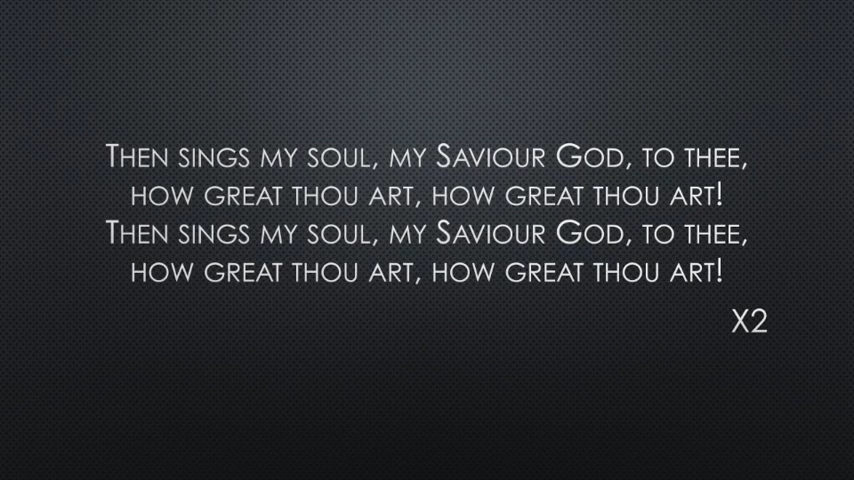 Then sings my soul, my Saviour God, to thee,
how great thou art, how great thou art!
Then sings my soul, my Saviour God, to thee,
how great thou art, how great thou art!
X2